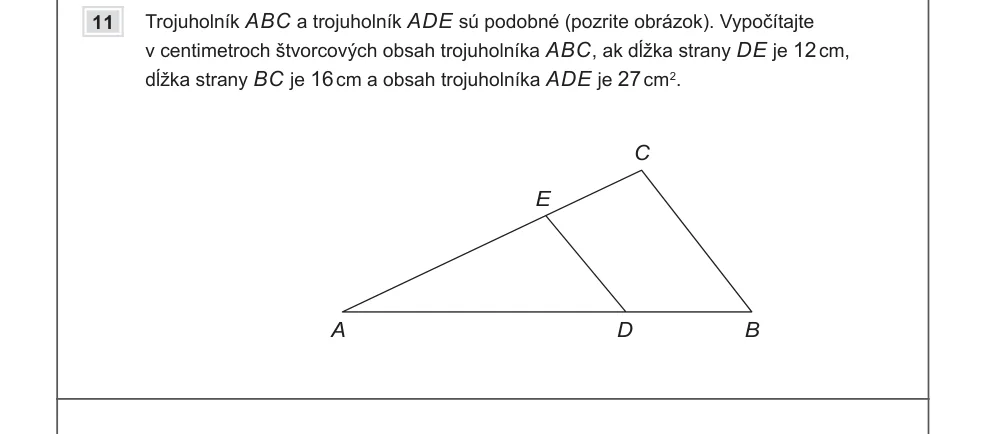 11 Trojuholník ABC a trojuholník ADE sú podobné (pozrite obrázok). Vypočítajte
v centimetroch štvorcových obsah trojuholníka ABC, ak dĺžka strany DE je 12 cm,
dĺžka strany BC je 16 cm a obsah trojuholníka ADE je 27 cm².
C
E
A D B